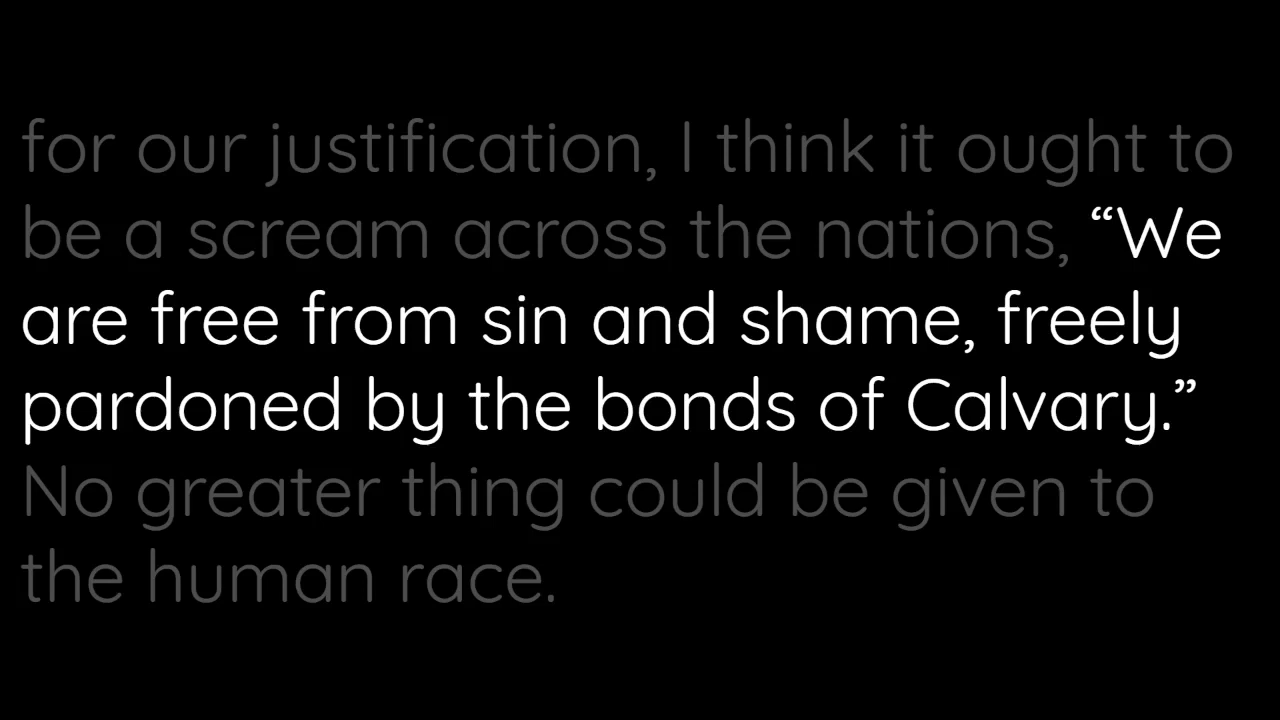 for our justification, I think it ought to
be a scream across the nations, “We
are free from sin and shame, freely
pardoned by the bonds of Calvary.”
No greater thing could be given to
the human race.